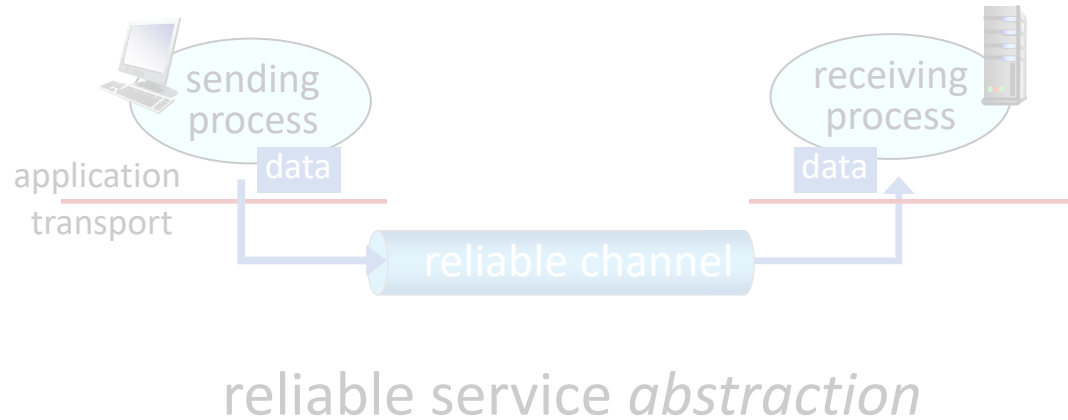 sending
process
receiving
process
data
data
application
transport
reliable channel
reliable service abstraction